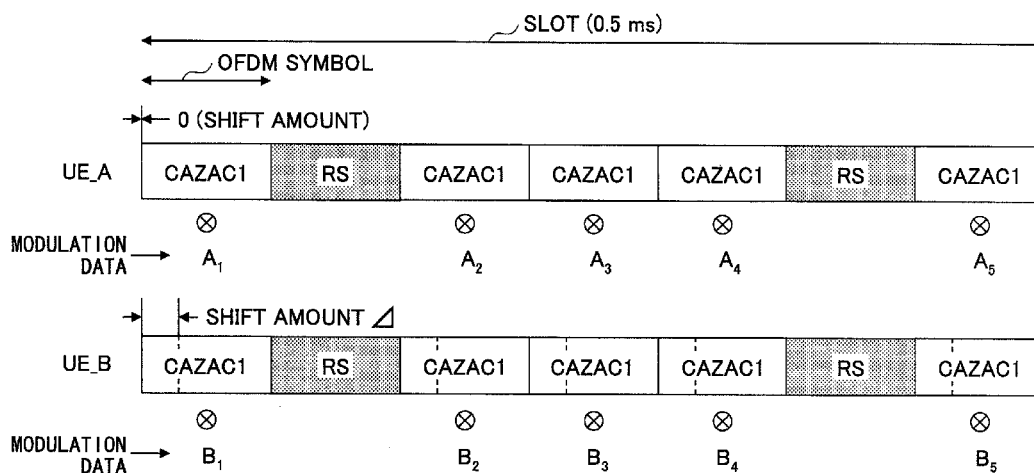 SLOT (0.5 ms)
OFDM SYMBOL
0 (SHIFT AMOUNT)
UE_A CAZAC1 RS CAZAC1 CAZAC1 CAZAC1 RS CAZAC1
⊗ ⊗ ⊗ ⊗ ⊗
MODULATION
DATA
A₁ A₂ A₃ A₄ A₅
SHIFT AMOUNT ⊿
UE_B CAZAC1 RS CAZAC1 CAZAC1 CAZAC1 RS CAZAC1
⊗ ⊗ ⊗ ⊗ ⊗
MODULATION
DATA
B₁ B₂ B₃ B₄ B₅